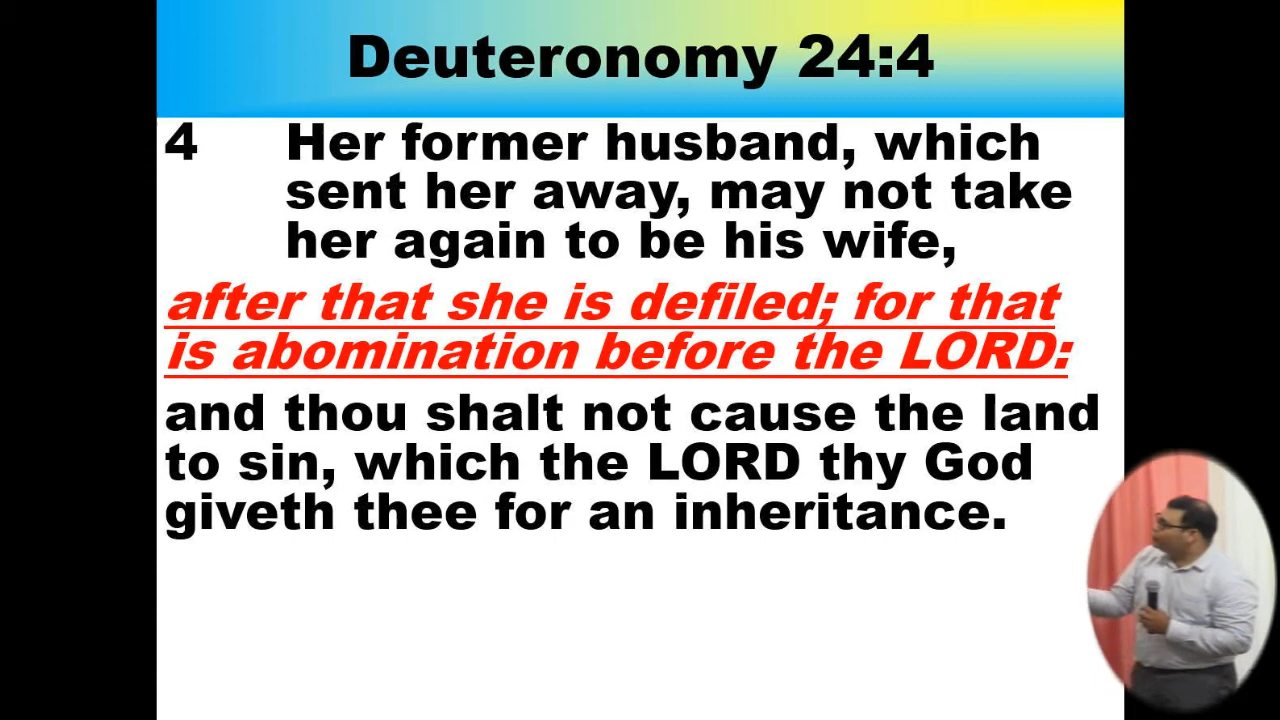 Deuteronomy 24:4
4 Her former husband, which
sent her away, may not take
her again to be his wife,
after that she is defiled; for that
is abomination before the LORD:
and thou shalt not cause the land
to sin, which the LORD thy God
giveth thee for an inheritance.